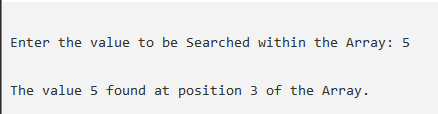 Enter the value to be Searched within the Array: 5
The value 5 found at position 3 of the Array.